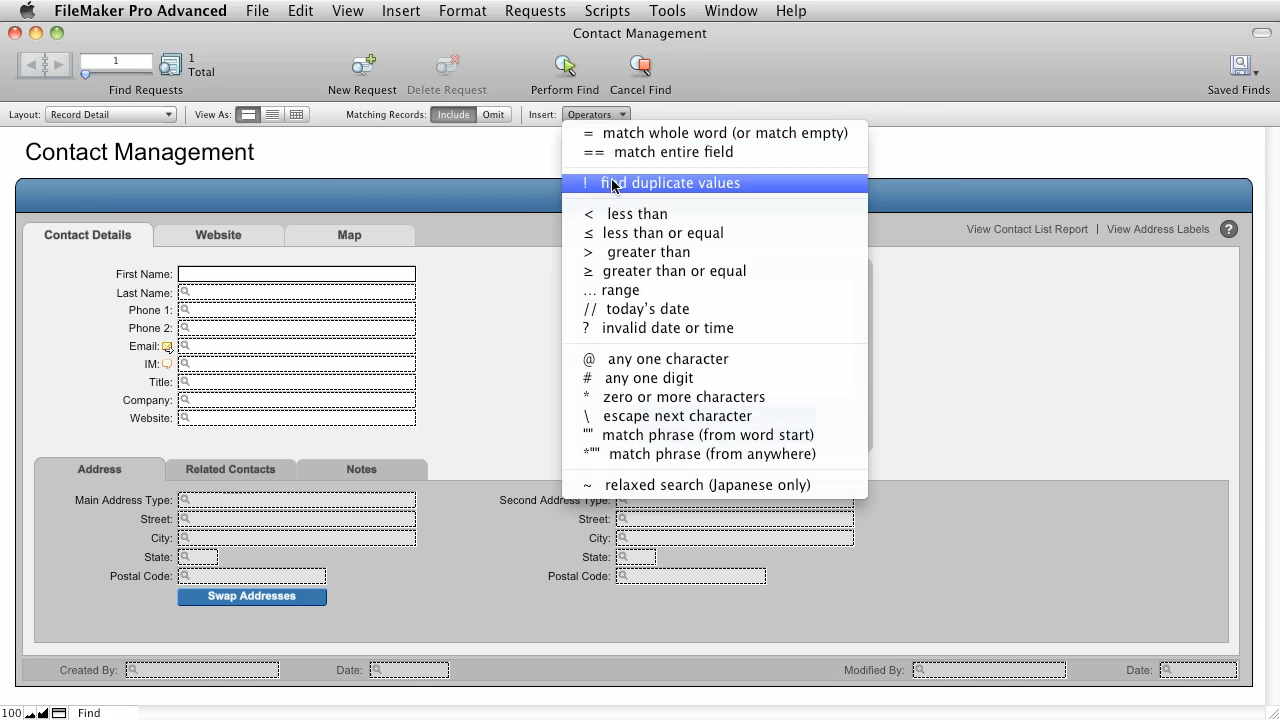 FileMaker Pro Advanced File Edit View Insert Format Requests Scripts Tools Window Help
Contact Management
1
1
Total
Find Requests New Request Delete Request Perform Find Cancel Find Saved Finds
Layout: Record Detail View As: Matching Records: Include Omit Insert: Operators
= match whole word (or match empty)
== match entire field
! find duplicate values
< less than
≤ less than or equal
> greater than
≥ greater than or equal
... range
// today's date
? invalid date or time
@ any one character
# any one digit
* zero or more characters
\ escape next character
"" match phrase (from word start)
*"" match phrase (from anywhere)
~ relaxed search (Japanese only)
Contact Management
Contact Details Website Map View Contact List Report | View Address Labels ?
First Name:
Last Name:
Phone 1:
Phone 2:
Email:
IM:
Title:
Company:
Website:
Address Related Contacts Notes
Main Address Type: Second Address Type:
Street: Street:
City: City:
State: State:
Postal Code: Postal Code:
Swap Addresses
Created By: Date: Modified By: Date:
100 Find